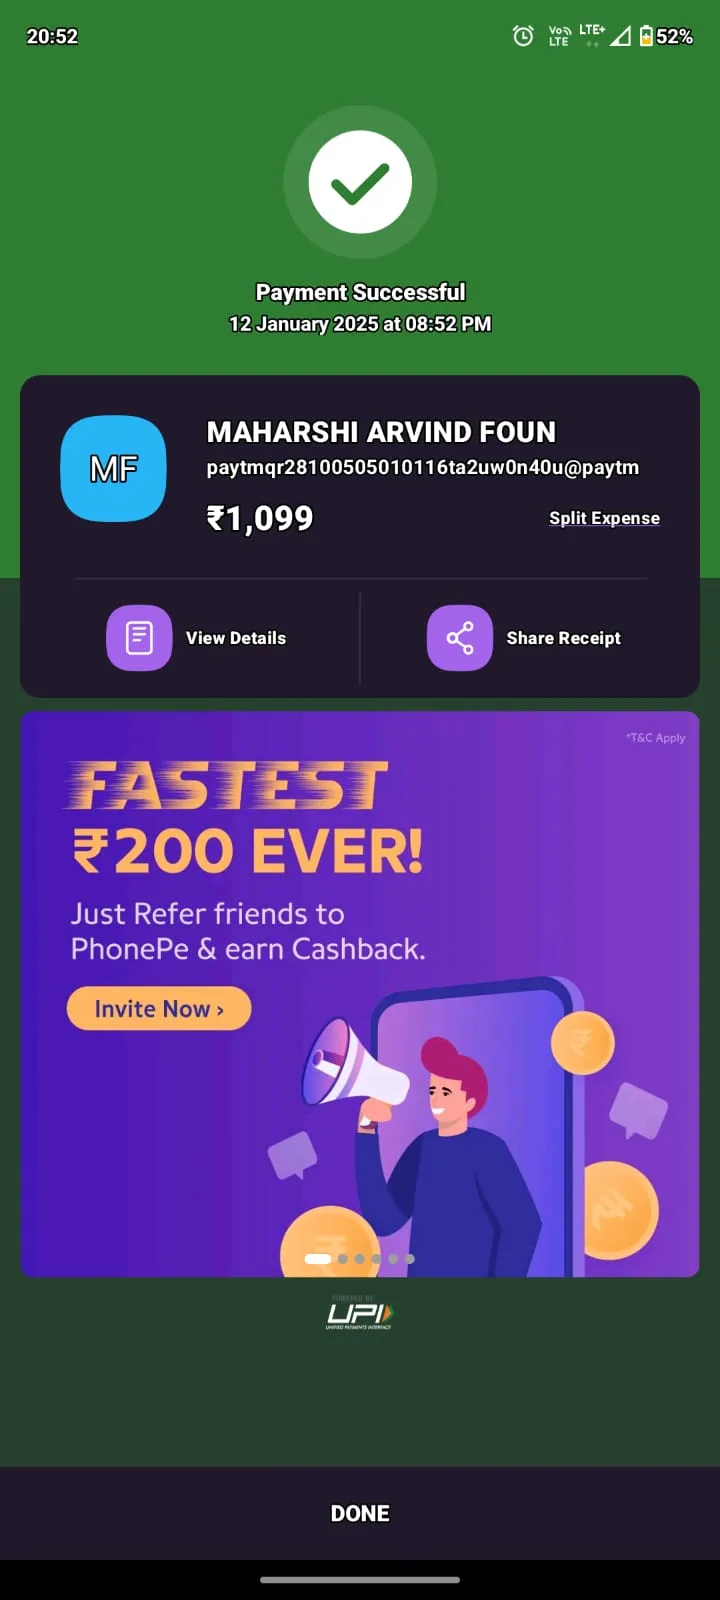 20:52
Vo)) LTE LTE+ 52%
Payment Successful
12 January 2025 at 08:52 PM
MF
MAHARSHI ARVIND FOUN
paytmqr28100505010116ta2uw0n40u@paytm
₹1,099
Split Expense
View Details
Share Receipt
*T&C Apply
FASTEST
₹200 EVER!
Just Refer friends to
PhonePe & earn Cashback.
Invite Now ›
POWERED BY
UPI
UNIFIED PAYMENTS INTERFACE
DONE